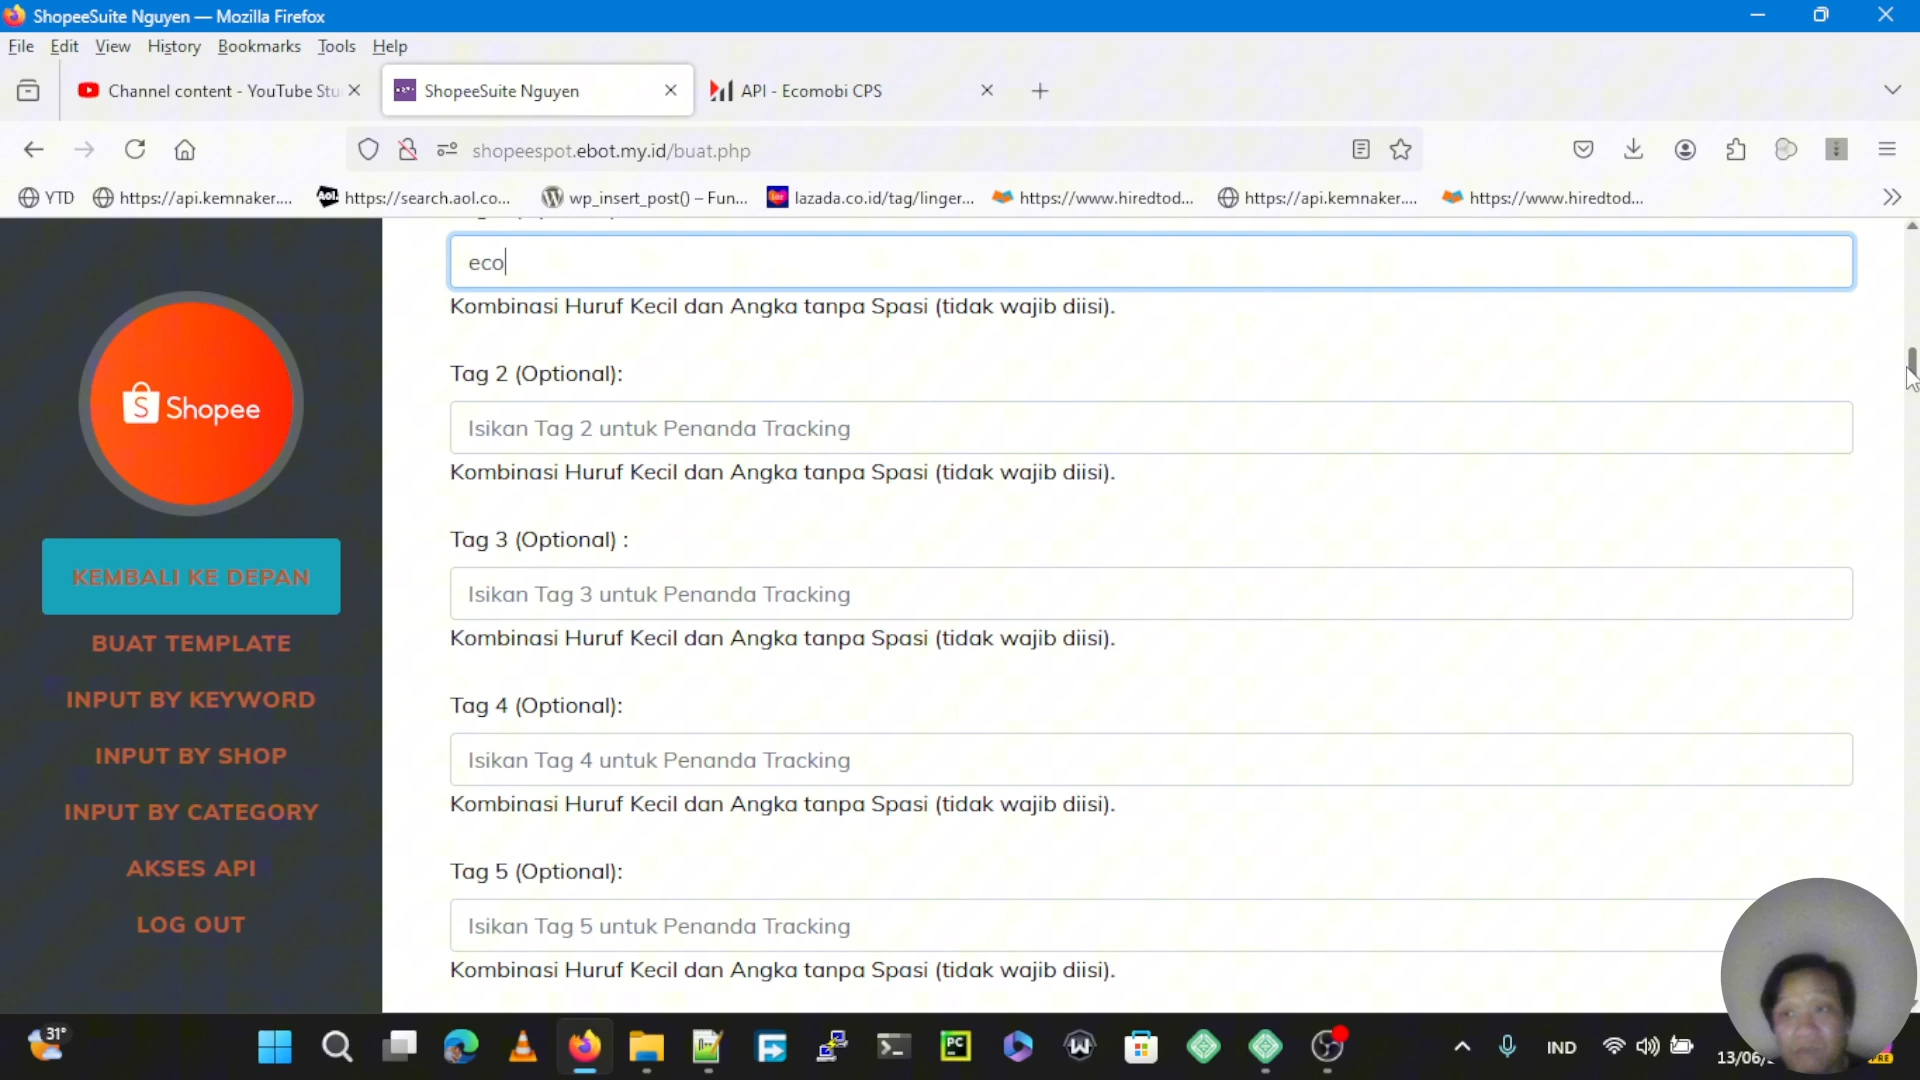 ShopeeSuite Nguyen — Mozilla Firefox
File Edit View History Bookmarks Tools Help
Channel content - YouTube Stu
ShopeeSuite Nguyen
API - Ecomobi CPS
shopeespot.ebot.my.id/buat.php
YTD
https://api.kemnaker....
Aol.
https://search.aol.co...
wp_insert_post() – Fun...
lazada.co.id/tag/linger...
https://www.hiredtod...
https://api.kemnaker....
https://www.hiredtod...
Shopee
KEMBALI KE DEPAN
BUAT TEMPLATE
INPUT BY KEYWORD
INPUT BY SHOP
INPUT BY CATEGORY
AKSES API
LOG OUT
eco
Kombinasi Huruf Kecil dan Angka tanpa Spasi (tidak wajib diisi).
Tag 2 (Optional):
Isikan Tag 2 untuk Penanda Tracking
Kombinasi Huruf Kecil dan Angka tanpa Spasi (tidak wajib diisi).
Tag 3 (Optional) :
Isikan Tag 3 untuk Penanda Tracking
Kombinasi Huruf Kecil dan Angka tanpa Spasi (tidak wajib diisi).
Tag 4 (Optional):
Isikan Tag 4 untuk Penanda Tracking
Kombinasi Huruf Kecil dan Angka tanpa Spasi (tidak wajib diisi).
Tag 5 (Optional):
Isikan Tag 5 untuk Penanda Tracking
Kombinasi Huruf Kecil dan Angka tanpa Spasi (tidak wajib diisi).
31°
PC
IND
13/06/